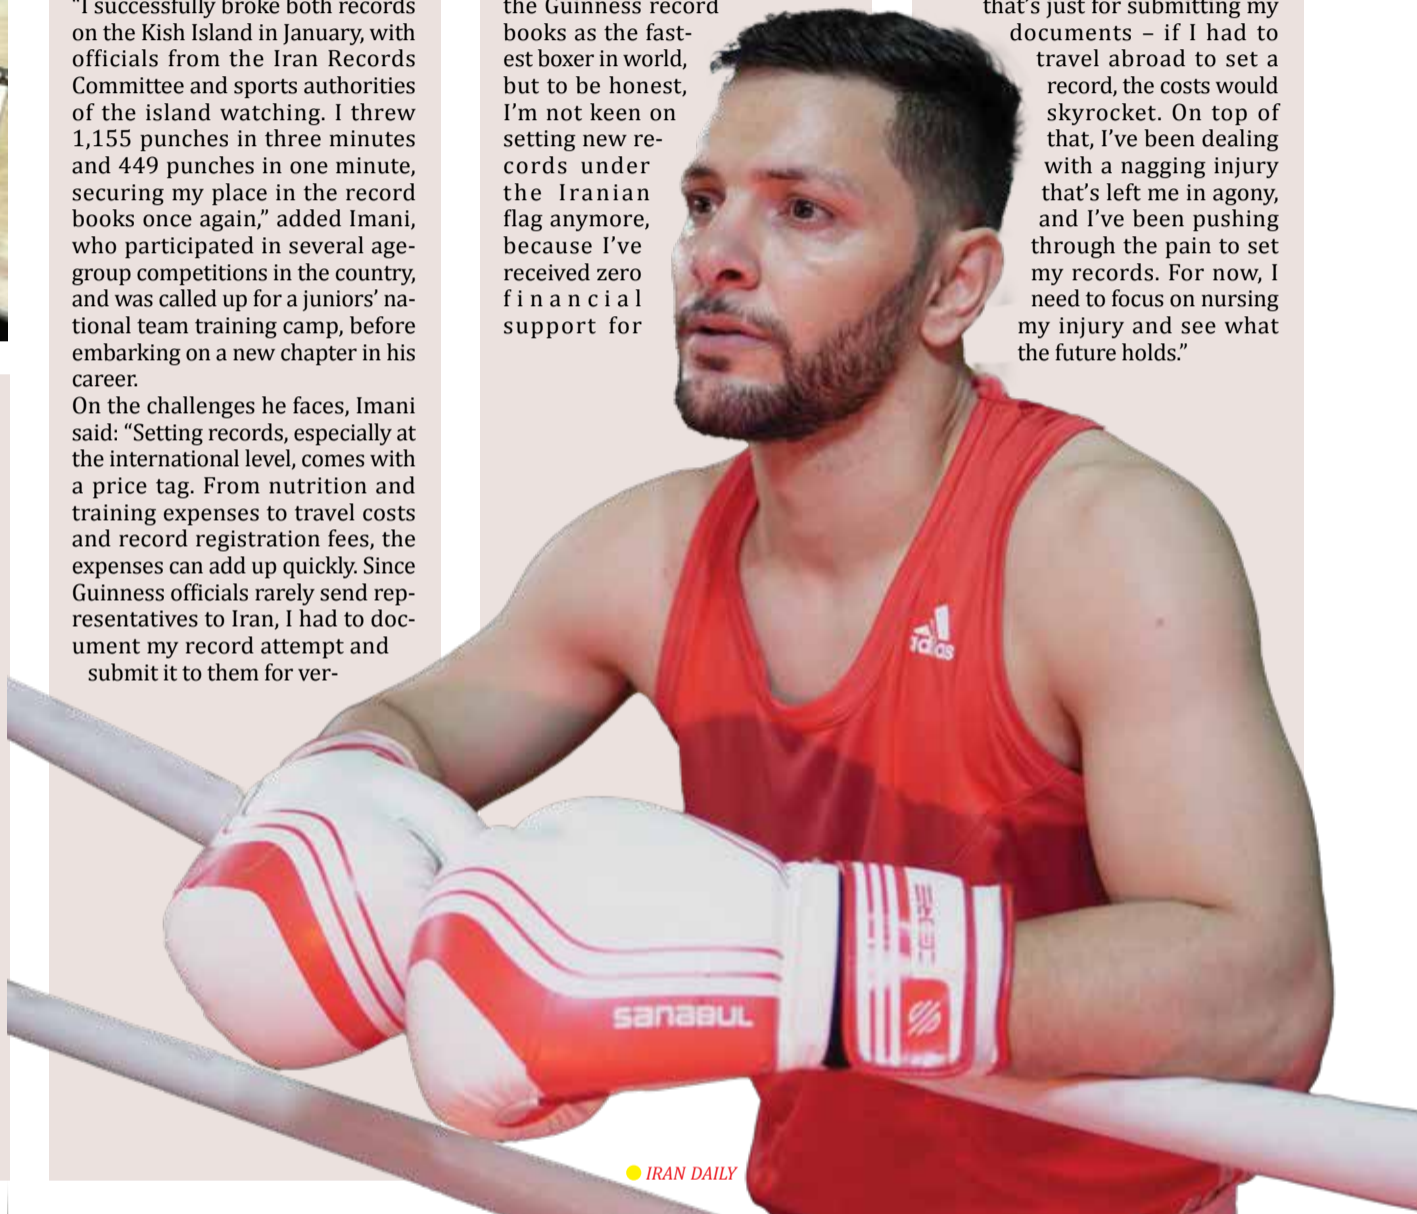 "I successfully broke both records
on the Kish Island in January, with
officials from the Iran Records
Committee and sports authorities
of the island watching. I threw
1,155 punches in three minutes
and 449 punches in one minute,
securing my place in the record
books once again,” added Imani,
who participated in several age-
group competitions in the country,
and was called up for a juniors’ na-
tional team training camp, before
embarking on a new chapter in his
career.
On the challenges he faces, Imani
said: “Setting records, especially at
the international level, comes with
a price tag. From nutrition and
training expenses to travel costs
and record registration fees, the
expenses can add up quickly. Since
Guinness officials rarely send rep-
resentatives to Iran, I had to doc-
ument my record attempt and
submit it to them for ver-
the Guinness record
books as the fast-
est boxer in world,
but to be honest,
I’m not keen on
setting new re-
cords under
the Iranian
flag anymore,
because I’ve
received zero
financial
support for
that’s just for submitting my
documents – if I had to
travel abroad to set a
record, the costs would
skyrocket. On top of
that, I’ve been dealing
with a nagging injury
that’s left me in agony,
and I’ve been pushing
through the pain to set
my records. For now, I
need to focus on nursing
my injury and see what
the future holds.”
adidas
SANABUL
CORE
IRAN DAILY